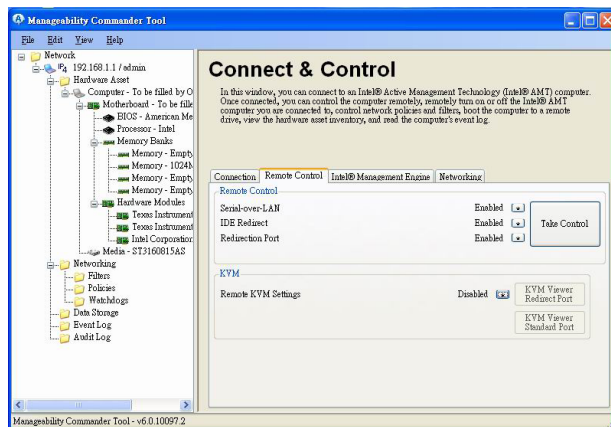 Manageability Commander Tool
File Edit View Help
Network
192.168.1.1 / admin
Hardware Asset
Computer - To be filled by O
Motherboard - To be fille
BIOS - American Me
Processor - Intel
Memory Banks
Memory - Empty
Memory - 1024M
Memory - Empty
Memory - Empty
Hardware Modules
Texas Instrument
Texas Instrument
Intel Corporation
Media - ST3160815AS
Networking
Filters
Policies
Watchdogs
Data Storage
Event Log
Audit Log
Connect & Control
In this window, you can connect to an Intel® Active Management Technology (Intel® AMT) computer.
Once connected, you can control the computer remotely, remotely turn on or off the Intel® AMT
computer you are connected to, control network policies and filters, boot the computer to a remote
drive, view the hardware asset inventory, and read the computer's event log.
Connection Remote Control Intel® Management Engine Networking
Remote Control
Serial-over-LAN Enabled
IDE Redirect Enabled
Redirection Port Enabled
Take Control
KVM
Remote KVM Settings Disabled
KVM Viewer
Redirect Port
KVM Viewer
Standard Port
Manageability Commander Tool - v6.0.10097.2